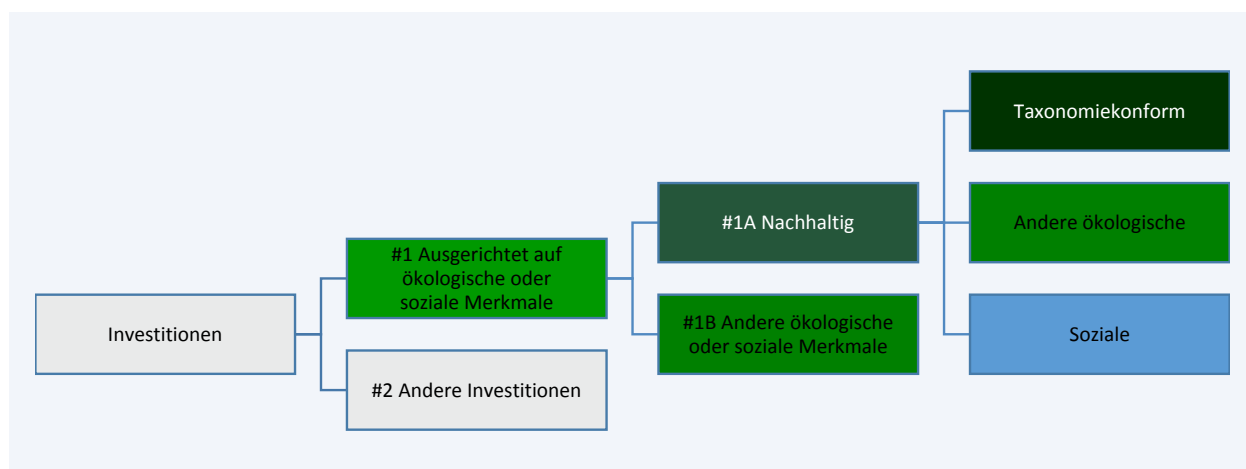 Investitionen
#1 Ausgerichtet auf
ökologische oder
soziale Merkmale
#2 Andere Investitionen
#1A Nachhaltig
#1B Andere ökologische
oder soziale Merkmale
Taxonomiekonform
Andere ökologische
Soziale